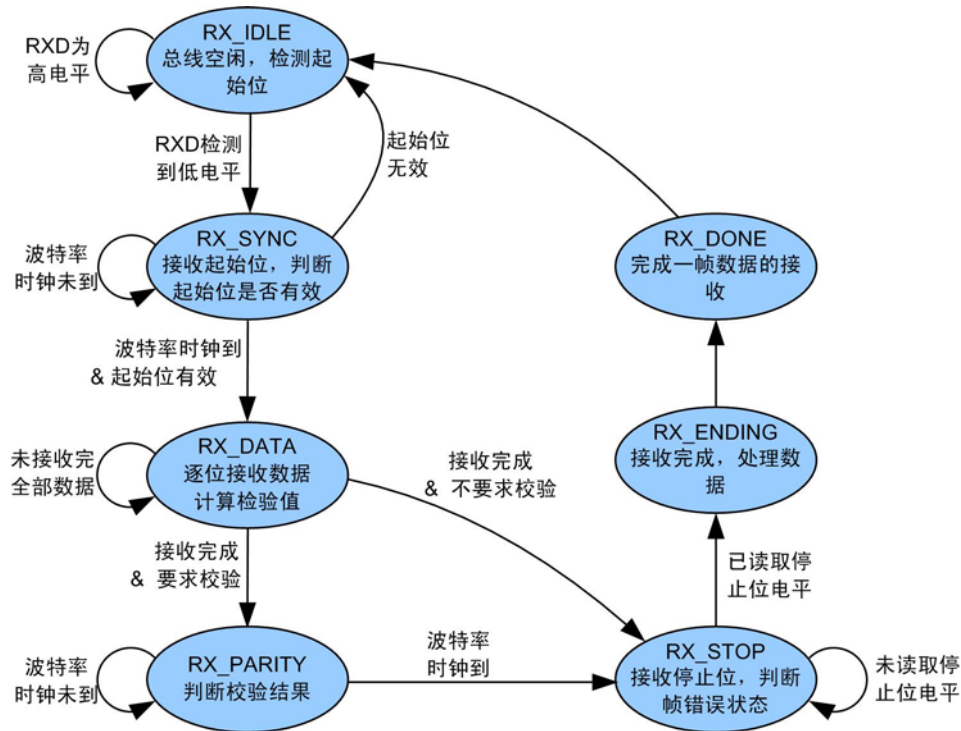 RX_IDLE
总线空闲，检测起
始位
RXD为
高电平
RXD检测
到低电平
起始位
无效
RX_SYNC
接收起始位，判断
起始位是否有效
波特率
时钟未到
RX_DONE
完成一帧数据的接
收
波特率时钟到
& 起始位有效
RX_DATA
逐位接收数据
计算检验值
未接收完
全部数据
接收完成
& 不要求校验
RX_ENDING
接收完成，处理数
据
接收完成
& 要求校验
已读取停
止位电平
RX_PARITY
判断校验结果
波特率
时钟未到
波特率
时钟到
RX_STOP
接收停止位，判断
帧错误状态
未读取停
止位电平